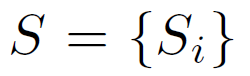 S = {S_i}